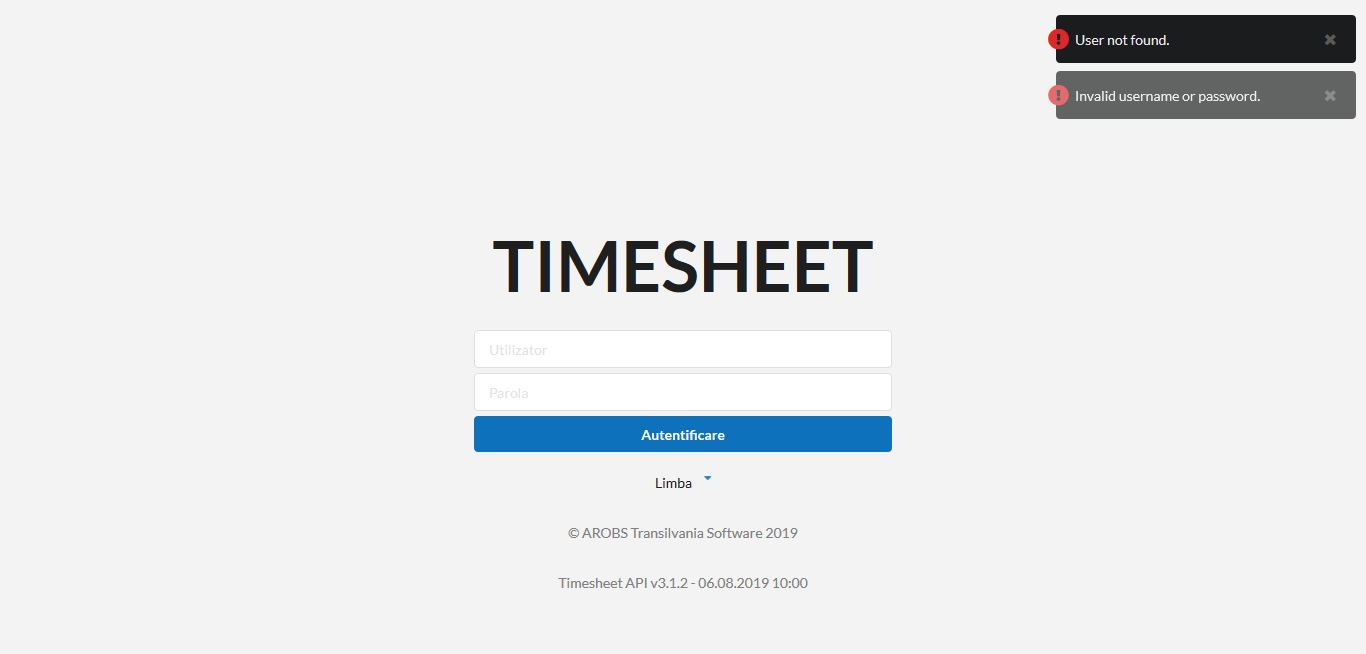 User not found.
Invalid username or password.
TIMESHEET
Utilizator
Parola
Autentificare
Limba
© AROBS Transilvania Software 2019
Timesheet API v3.1.2 - 06.08.2019 10:00